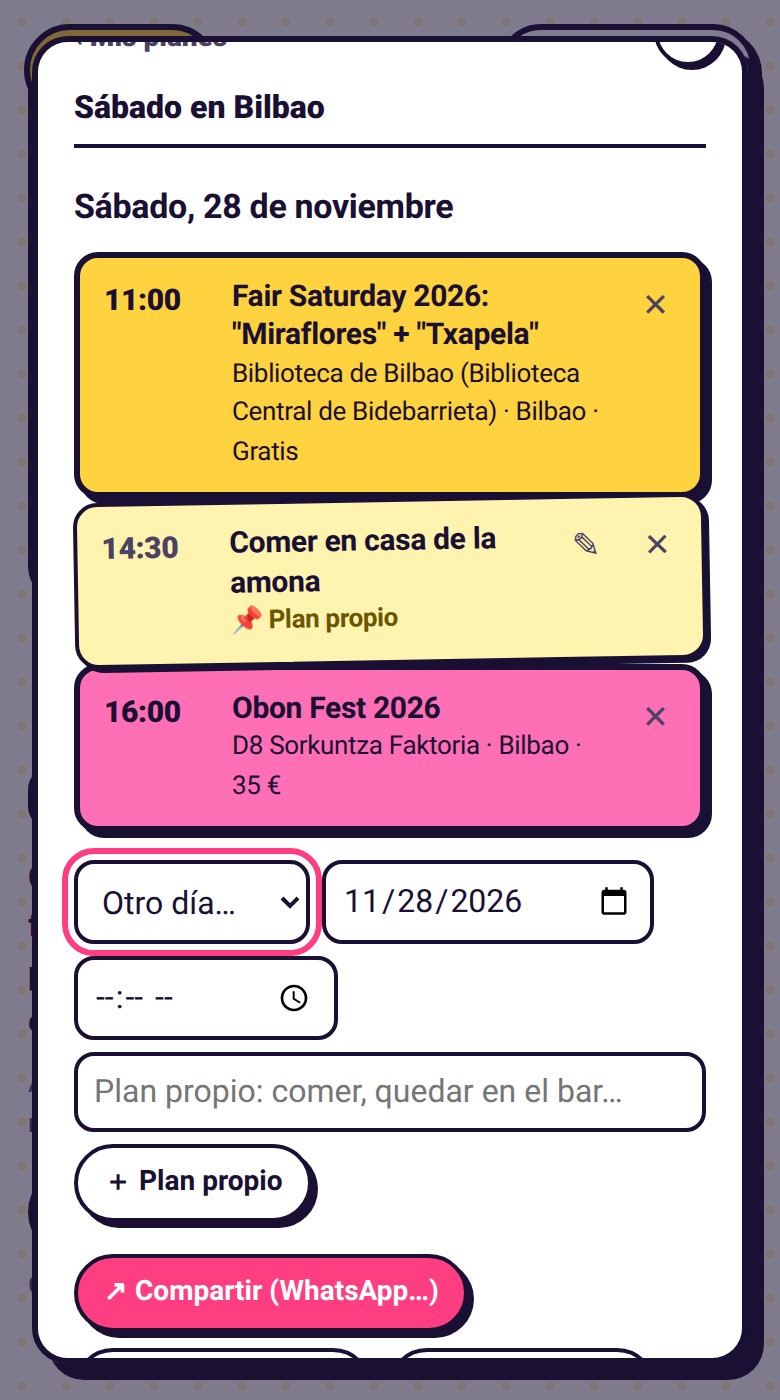 ‹ Mis planes
Sábado en Bilbao
Sábado, 28 de noviembre
11:00
Fair Saturday 2026:
"Miraflores" + "Txapela"
✕
Biblioteca de Bilbao (Biblioteca
Central de Bidebarrieta) · Bilbao ·
Gratis
14:30
Comer en casa de la
amona
✎ ✕
📌 Plan propio
16:00
Obon Fest 2026
✕
D8 Sorkuntza Faktoria · Bilbao ·
35 €
Otro día…
11/28/2026
--:-- --
Plan propio: comer, quedar en el bar…
+ Plan propio
↗ Compartir (WhatsApp…)